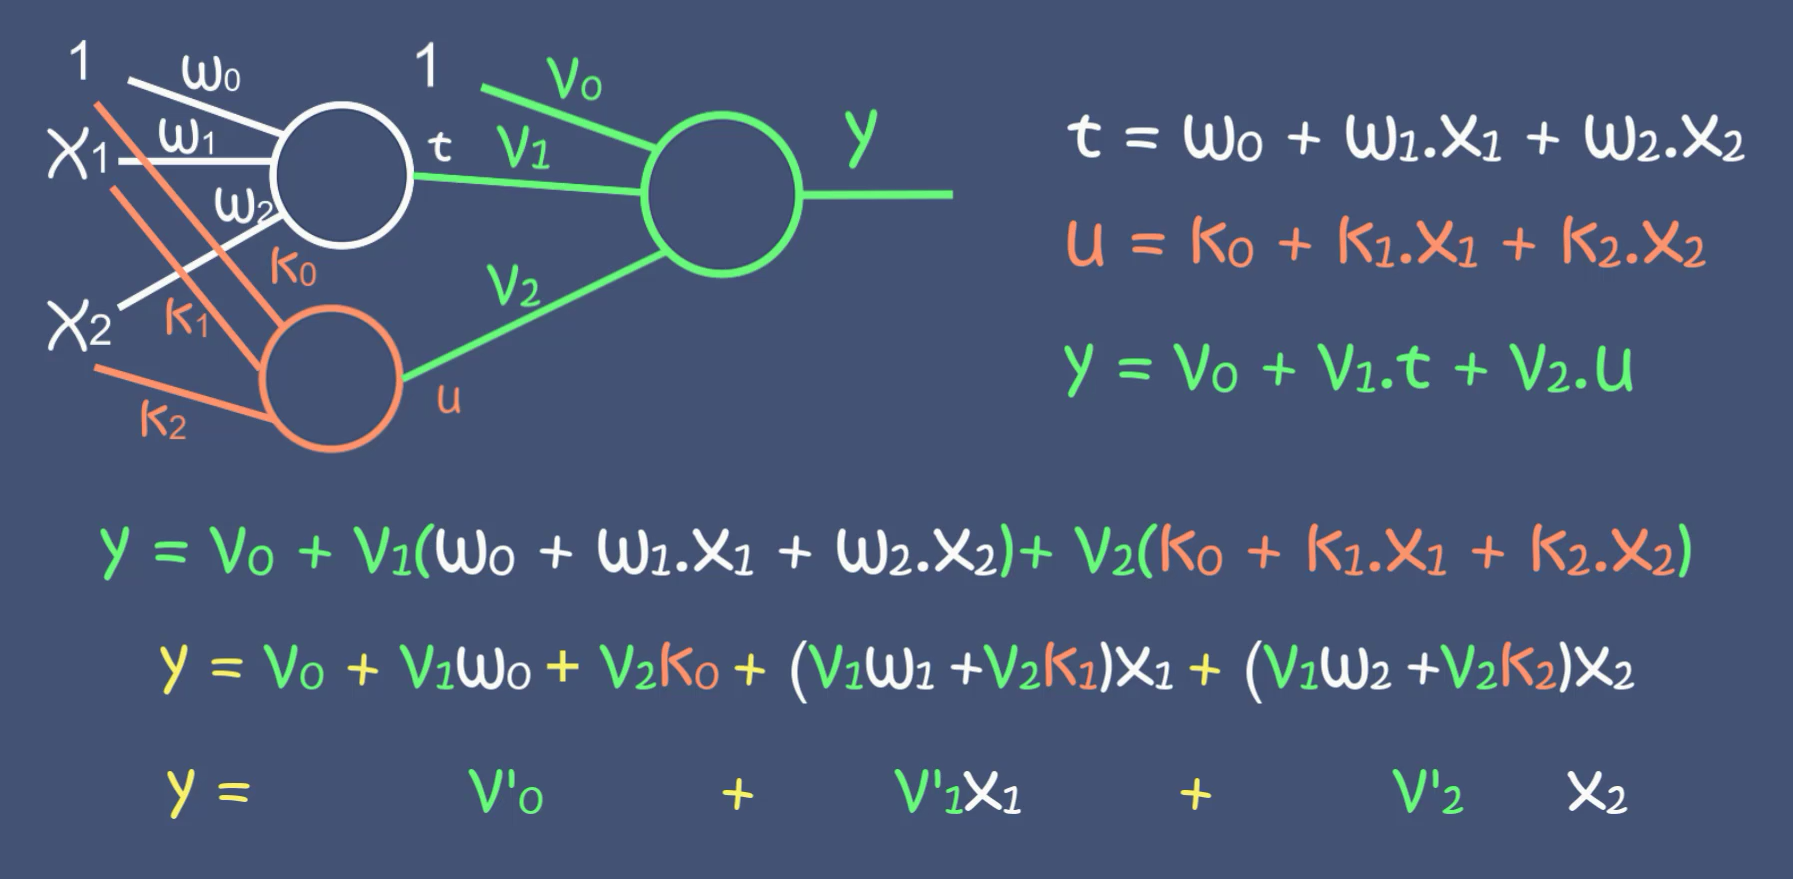 1 ω0 1 v0
x1 ω1 t v1 y
ω2
x2 k1 k0 v2
k2 u
t = ω0 + ω1.x1 + ω2.x2
u = k0 + k1.x1 + k2.x2
y = v0 + v1.t + v2.u
y = v0 + v1(ω0 + ω1.x1 + ω2.x2)+ v2(k0 + k1.x1 + k2.x2)
y = v0 + v1ω0 + v2k0 + (v1ω1 +v2k1)x1 + (v1ω2 +v2k2)x2
y = v'0 + v'1x1 + v'2 x2